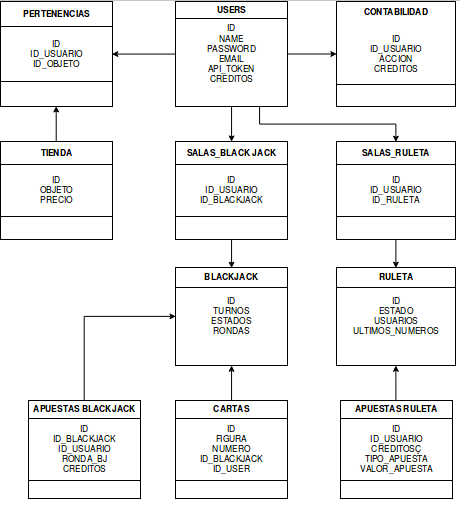 PERTENENCIAS
ID
ID_USUARIO
ID_OBJETO
USERS
ID
NAME
PASSWORD
EMAIL
API_TOKEN
CREDITOS
CONTABILIDAD
ID
ID_USUARIO
ACCION
CREDITOS
TIENDA
ID
OBJETO
PRECIO
SALAS_BLACK JACK
ID
ID_USUARIO
ID_BLACKJACK
SALAS_RULETA
ID
ID_USUARIO
ID_RULETA
BLACKJACK
ID
TURNOS
ESTADOS
RONDAS
RULETA
ID
ESTADO
USUARIOS
ULTIMOS_NUMEROS
APUESTAS BLACKJACK
ID
ID_BLACKJACK
ID_USUARIO
RONDA_BJ
CREDITOS
CARTAS
ID
FIGURA
NUMERO
ID_BLACKJACK
ID_USER
APUESTAS RULETA
ID
ID_USUARIO
CREDITOSÇ
TIPO_APUESTA
VALOR_APUESTA